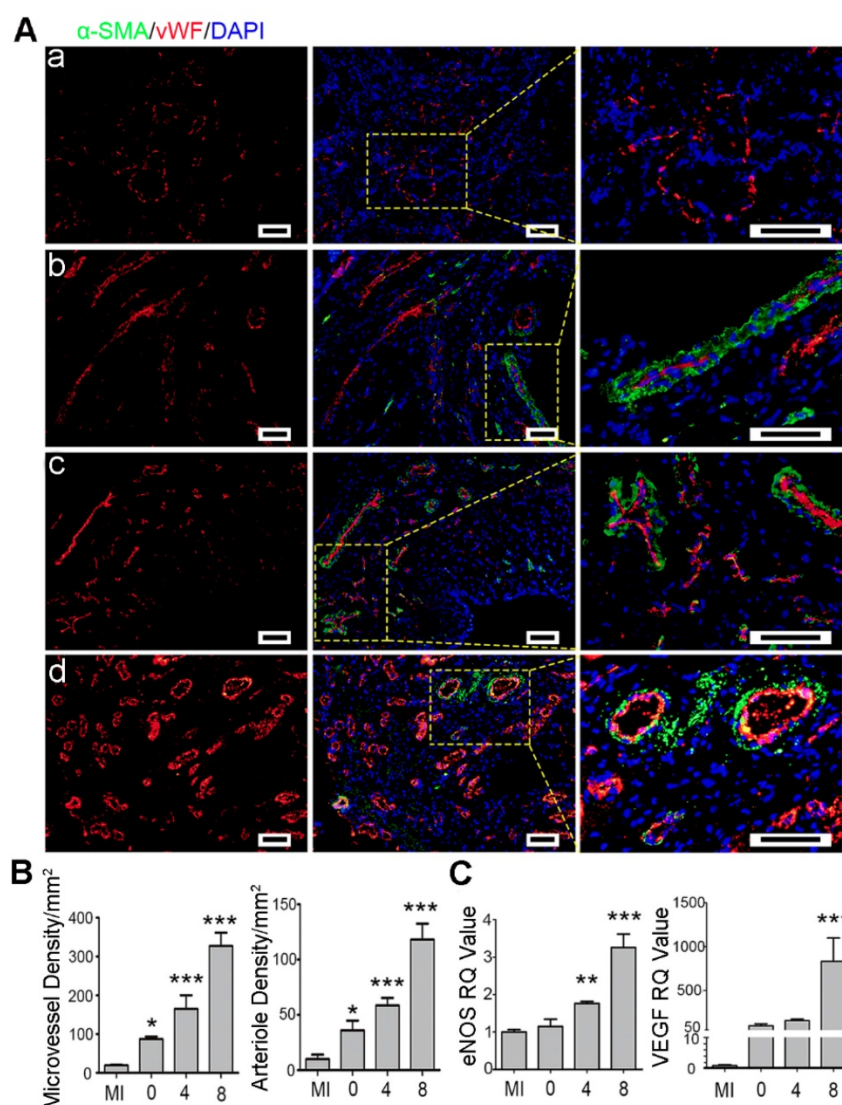 A
α-SMA/vWF/DAPI
a
b
c
d
B
Microvessel Density/mm²
400
300
200
100
0
*
***
***
MI 0 4 8
Arteriole Density/mm²
150
100
50
0
*
***
***
MI 0 4 8
C
eNOS RQ Value
4
3
2
1
0
**
***
MI 0 4 8
VEGF RQ Value
1500
1000
500
50
10
0
***
MI 0 4 8